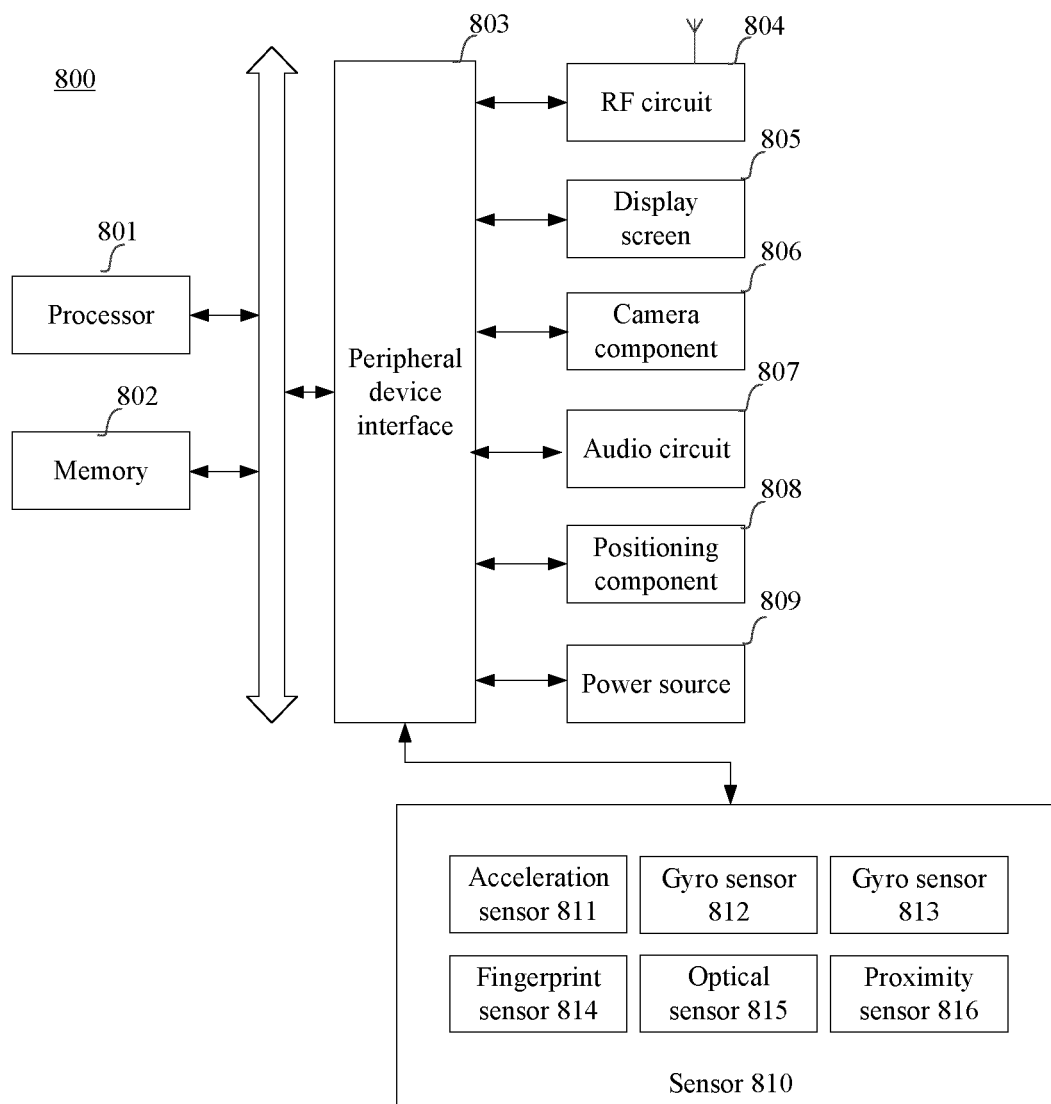 800
803
804
RF circuit
805
Display
screen
806
Camera
component
801
Processor
802
Memory
Peripheral
device
interface
807
Audio circuit
808
Positioning
component
809
Power source
Acceleration
sensor 811
Gyro sensor
812
Gyro sensor
813
Fingerprint
sensor 814
Optical
sensor 815
Proximity
sensor 816
Sensor 810